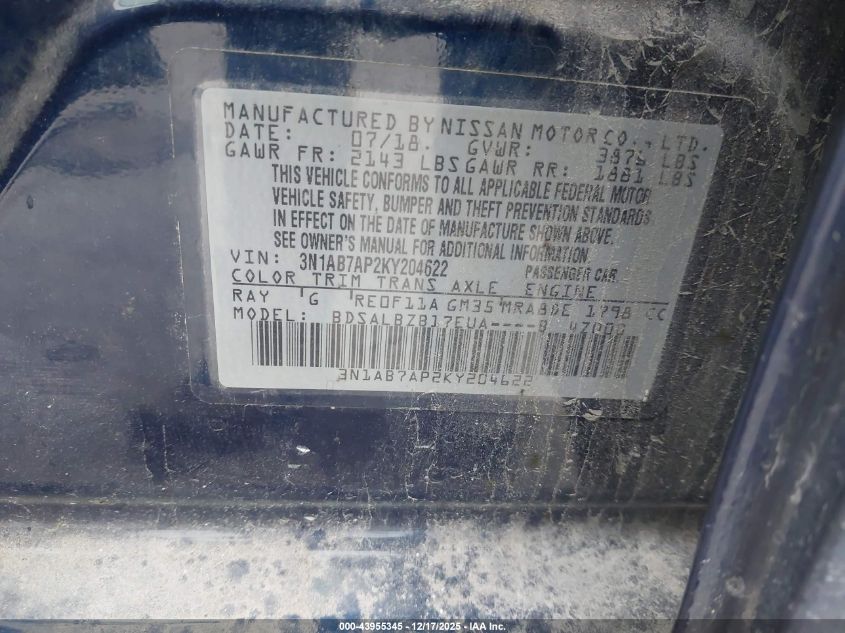 MANUFACTURED BY NISSAN MOTOR CO., LTD.
DATE: 07/18 GVWR: 3876 LBS
GAWR FR: 2143 LBS GAWR RR: 1881 LBS
THIS VEHICLE CONFORMS TO ALL APPLICABLE FEDERAL MOTOR
VEHICLE SAFETY, BUMPER AND THEFT PREVENTION STANDARDS
IN EFFECT ON THE DATE OF MANUFACTURE SHOWN ABOVE.
SEE OWNER'S MANUAL FOR ADDITIONAL INFORMATION.
VIN: 3N1AB7AP2KY204622 PASSENGER CAR
COLOR TRIM TRANS AXLE ENGINE
RAY G RE0F11A GM35 MRA8DE 1798 CC
MODEL: BDSALBZB17EUA----B
3N1AB7AP2KY204622
000-43955345 - 12/17/2025 - IAA, Inc.